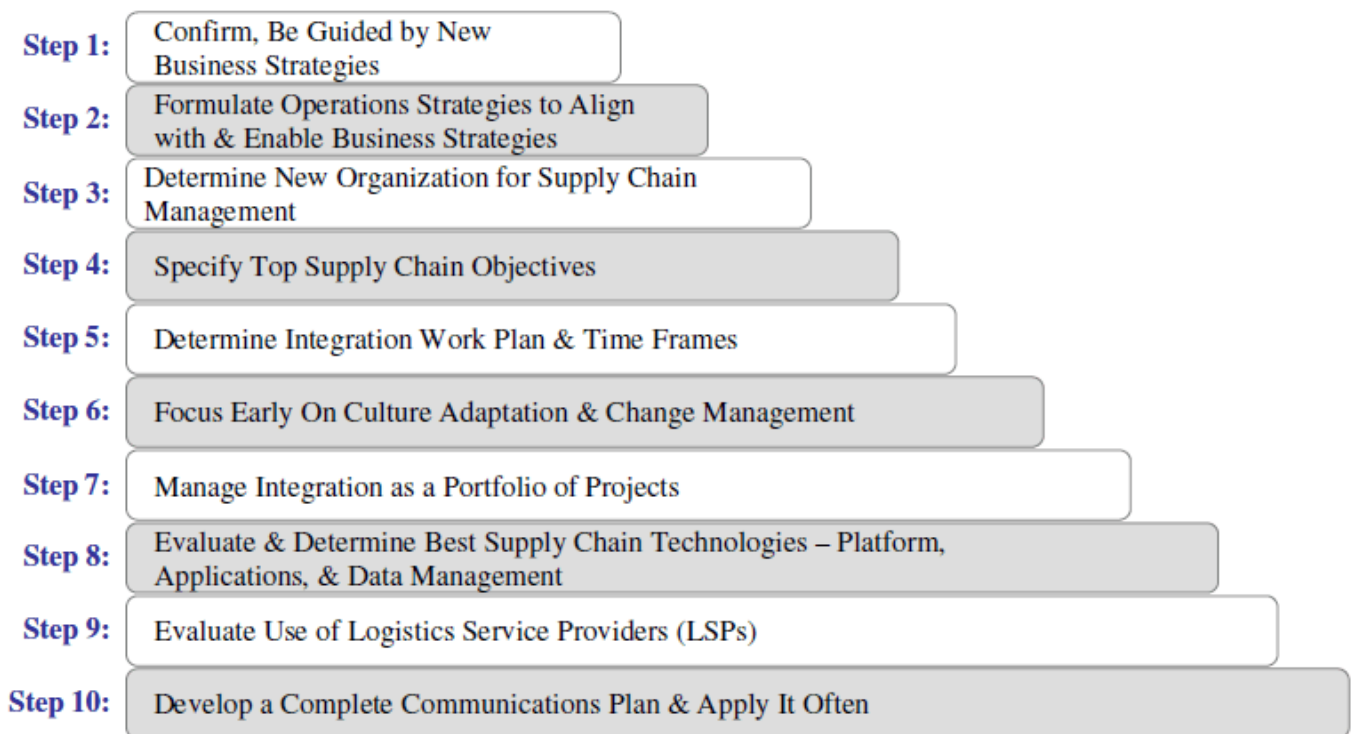 Step 1:
Confirm, Be Guided by New
Business Strategies
Step 2:
Formulate Operations Strategies to Align
with & Enable Business Strategies
Step 3:
Determine New Organization for Supply Chain
Management
Step 4:
Specify Top Supply Chain Objectives
Step 5:
Determine Integration Work Plan & Time Frames
Step 6:
Focus Early On Culture Adaptation & Change Management
Step 7:
Manage Integration as a Portfolio of Projects
Step 8:
Evaluate & Determine Best Supply Chain Technologies – Platform,
Applications, & Data Management
Step 9:
Evaluate Use of Logistics Service Providers (LSPs)
Step 10:
Develop a Complete Communications Plan & Apply It Often